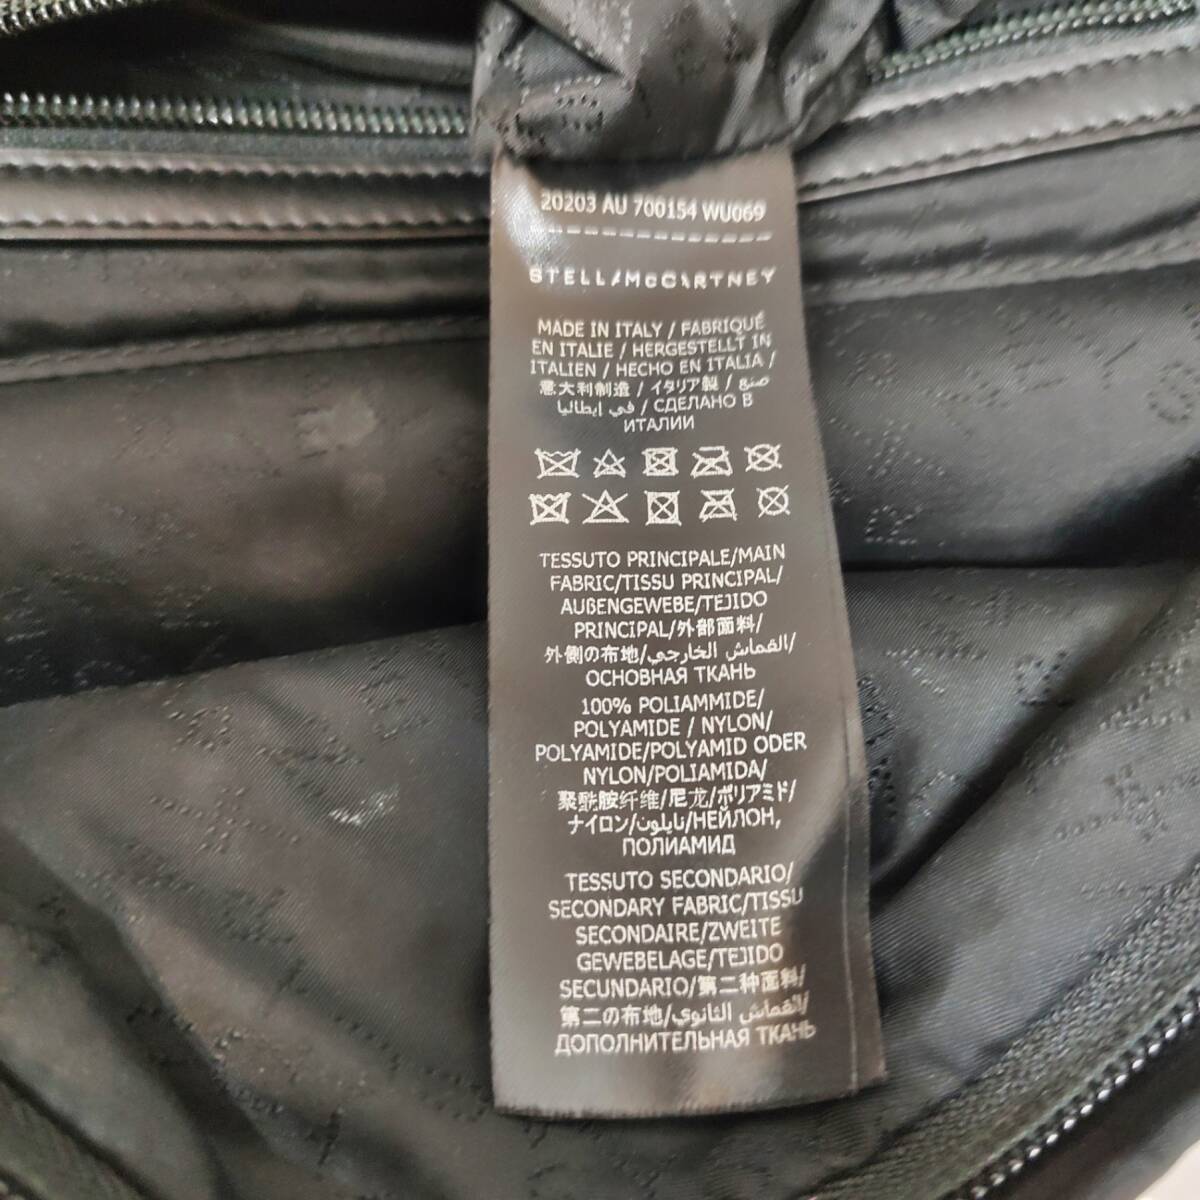 20203 AU 700154 WU069
STELLA McCARTNEY
MADE IN ITALY / FABRIQUÉ
EN ITALIE / HERGESTELLT IN
ITALIEN / HECHO EN ITALIA /
意大利制造 / イタリア製 / صنع
في إيطاليا / СДЕЛАНО В
ИТАЛИИ
TESSUTO PRINCIPALE/MAIN
FABRIC/TISSU PRINCIPAL/
AUßENGEWEBE/TEJIDO
PRINCIPAL/外部面料/
外側の布地/القماش الخارجي/
ОСНОВНАЯ ТКАНЬ
100% POLIAMMIDE/
POLYAMIDE / NYLON/
POLYAMIDE/POLYAMID ODER
NYLON/POLIAMIDA/
聚酰胺纤维/尼龙/ポリアミド/
ナイロン/نايلون/НЕЙЛОН,
ПОЛИАМИД
TESSUTO SECONDARIO/
SECONDARY FABRIC/TISSU
SECONDAIRE/ZWEITE
GEWEBELAGE/TEJIDO
SECUNDARIO/第二种面料/
第二の布地/القماش الثانوي/
ДОПОЛНИТЕЛЬНАЯ ТКАНЬ